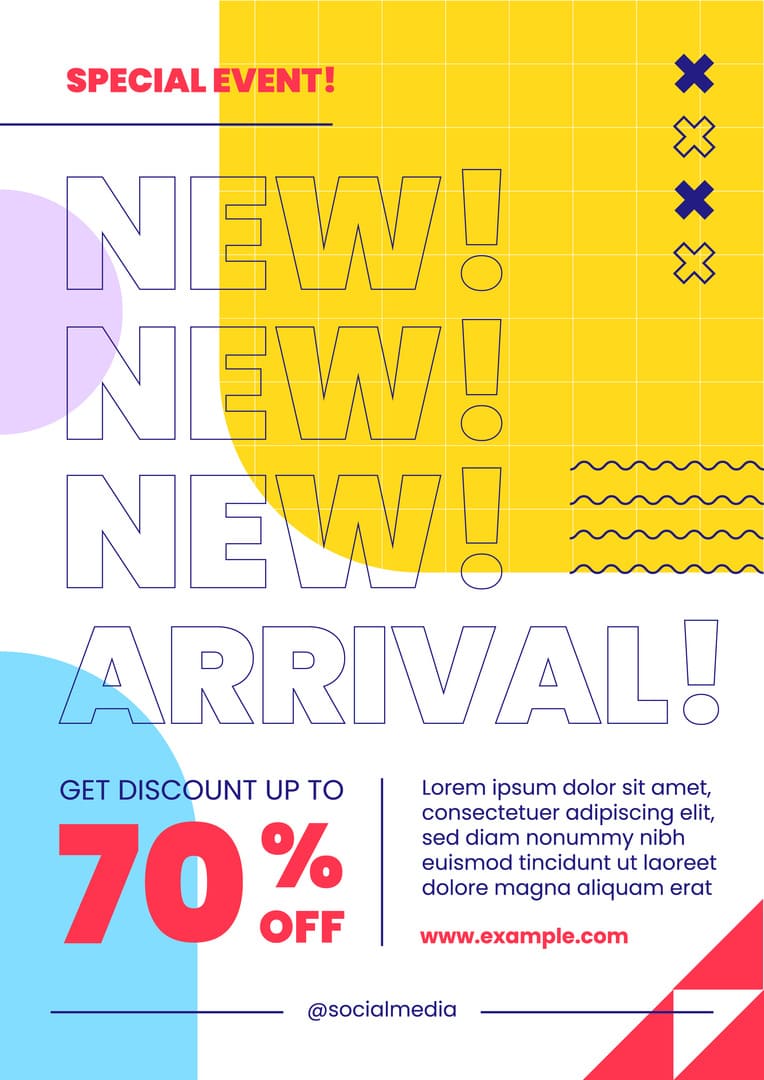 SPECIAL EVENT!
NEW!
NEW!
NEW!
ARRIVAL!
GET DISCOUNT UP TO
70%
OFF
Lorem ipsum dolor sit amet,
consectetuer adipiscing elit,
sed diam nonummy nibh
euismod tincidunt ut laoreet
dolore magna aliquam erat
www.example.com
@socialmedia